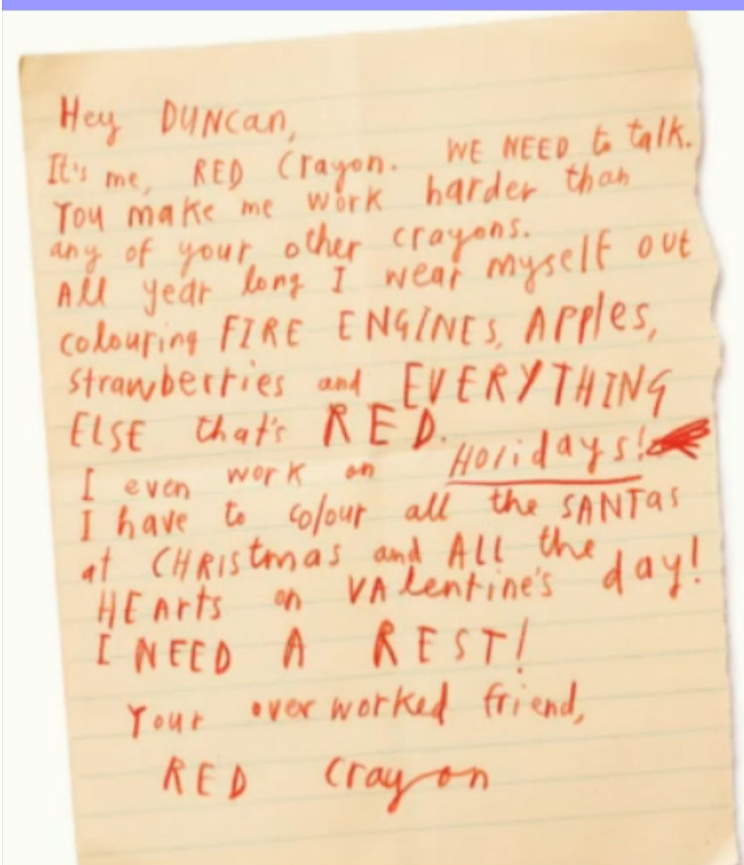 Hey DUNCan,
It's me, RED Crayon. WE NEED to talk.
You make me work harder than
any of your other crayons.
All year long I wear myself out
colouring FIRE ENGINES, APPles,
strawberries and EVERYTHING
ELSE that's RED.
I even work on Holidays!
I have to colour all the SANTas
at CHRIStmas and ALL the
HEArts on VAlentine's day!
I NEED A REST!
Your overworked friend,
RED Crayon